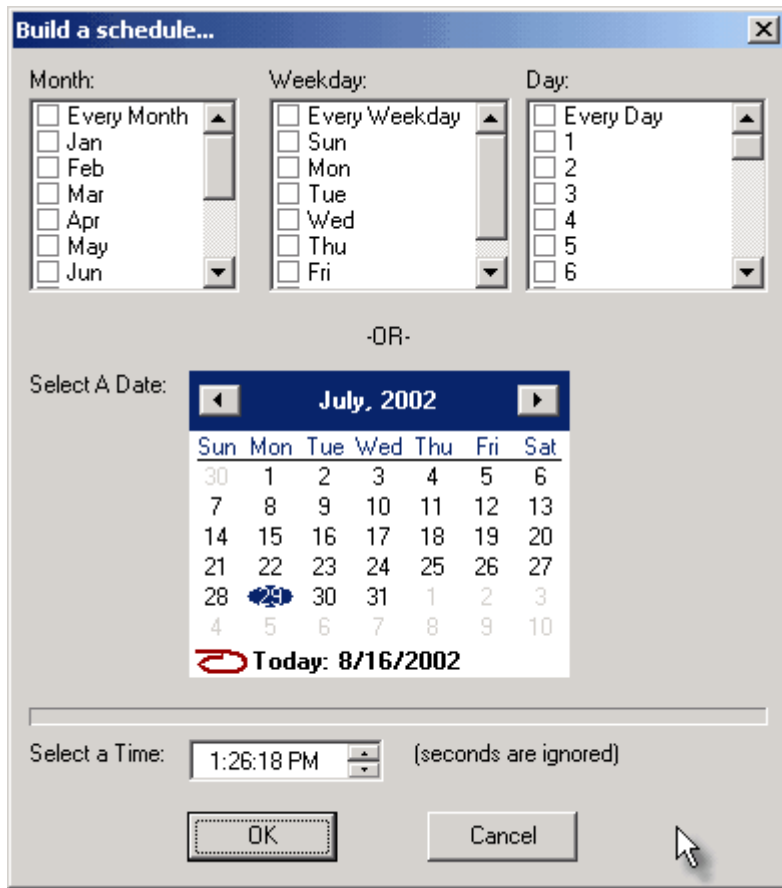 Build a schedule...
Month: Weekday: Day:
Every Month Every Weekday Every Day
Jan Sun 1
Feb Mon 2
Mar Tue 3
Apr Wed 4
May Thu 5
Jun Fri 6
-OR-
Select A Date:
July, 2002
Sun Mon Tue Wed Thu Fri Sat
30 1 2 3 4 5 6
7 8 9 10 11 12 13
14 15 16 17 18 19 20
21 22 23 24 25 26 27
28 29 30 31 1 2 3
4 5 6 7 8 9 10
Today: 8/16/2002
Select a Time: 1:26:18 PM (seconds are ignored)
OK Cancel